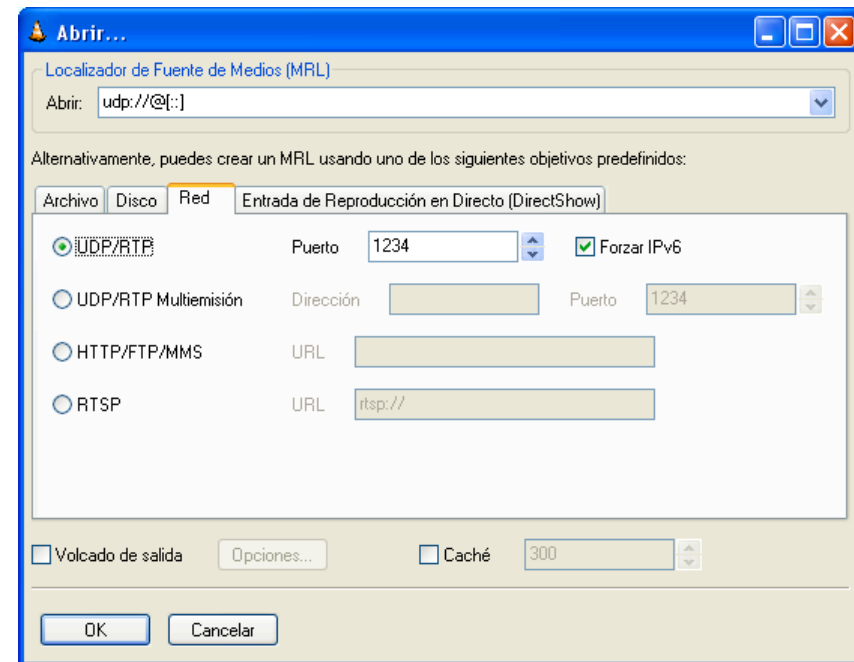 Abrir...
Localizador de Fuente de Medios (MRL)
Abrir: udp://@[::]
Alternativamente, puedes crear un MRL usando uno de los siguientes objetivos predefinidos:
Archivo Disco Red Entrada de Reproducción en Directo (DirectShow)
UDP/RTP Puerto 1234 Forzar IPv6
UDP/RTP Multiemisión Dirección Puerto 1234
HTTP/FTP/MMS URL
RTSP URL rtsp://
Volcado de salida Opciones... Caché 300
OK Cancelar